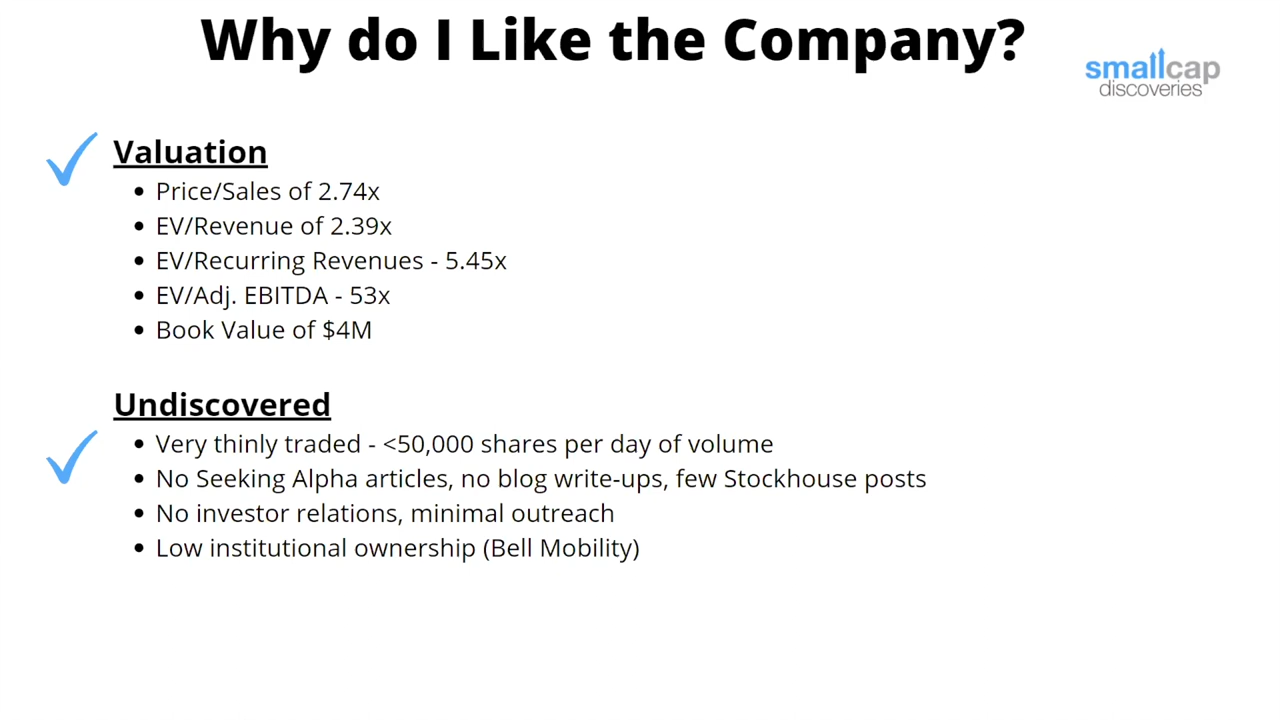 Why do I Like the Company?
smallcap
discoveries
Valuation
• Price/Sales of 2.74x
• EV/Revenue of 2.39x
• EV/Recurring Revenues - 5.45x
• EV/Adj. EBITDA - 53x
• Book Value of $4M
Undiscovered
• Very thinly traded - <50,000 shares per day of volume
• No Seeking Alpha articles, no blog write-ups, few Stockhouse posts
• No investor relations, minimal outreach
• Low institutional ownership (Bell Mobility)